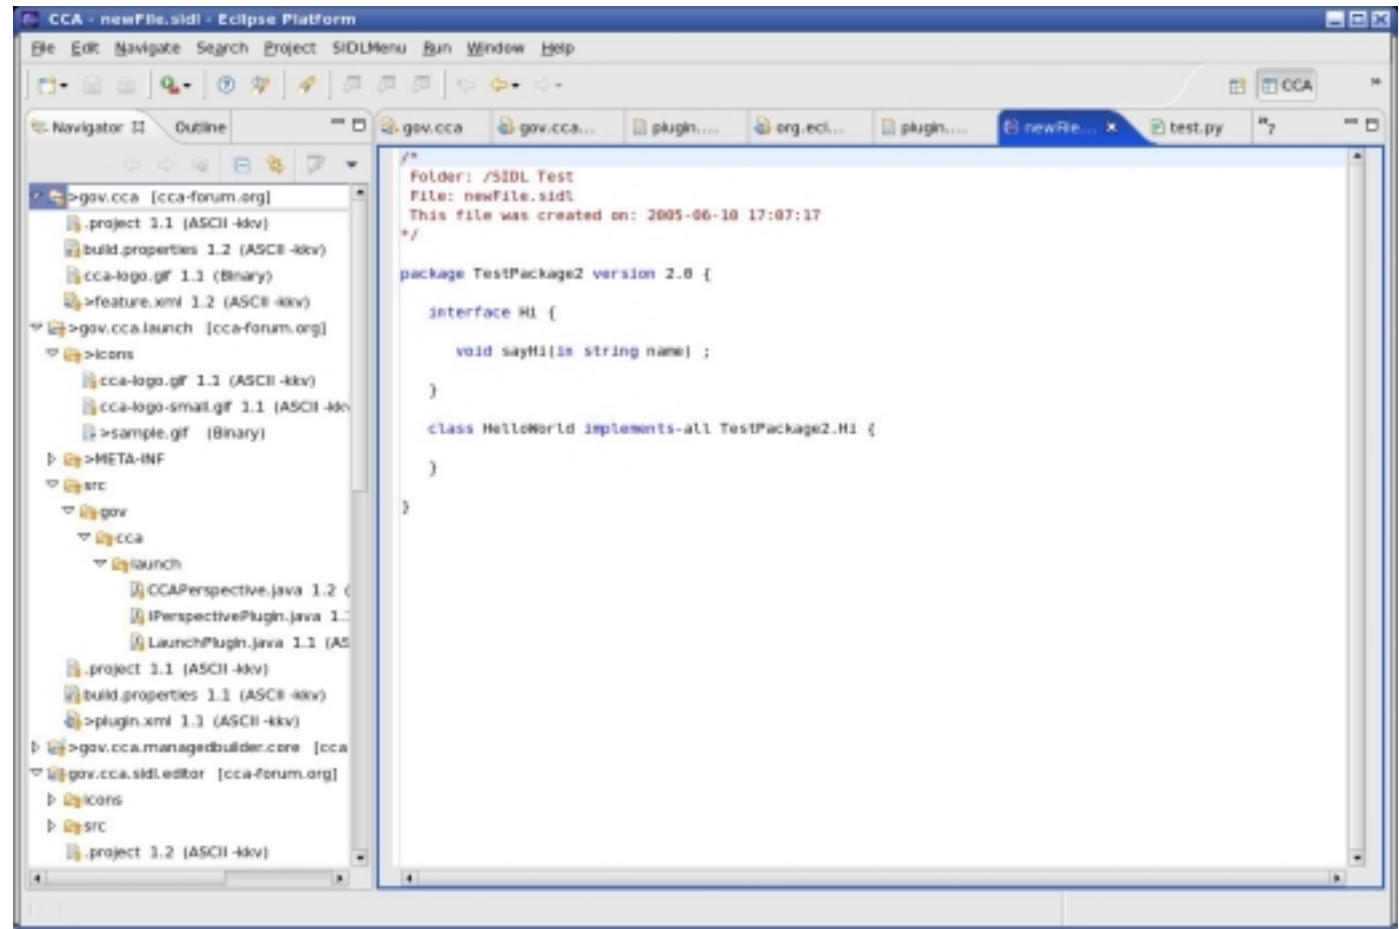 CCA - newFile.sidl - Eclipse Platform
File Edit Navigate Search Project SIDLMenu Run Window Help
CCA
Navigator Outline
gov.cca gov.cca... plugin.... org.ecl... plugin.... newFile... test.py "7
>gov.cca [cca-forum.org]
.project 1.1 (ASCII -kkv)
build.properties 1.2 (ASCII -kkv)
cca-logo.gif 1.1 (Binary)
>feature.xml 1.2 (ASCII -kkv)
>gov.cca.launch [cca-forum.org]
>icons
cca-logo.gif 1.1 (ASCII -kkv)
cca-logo-small.gif 1.1 (ASCII -kkv
>sample.gif (Binary)
>META-INF
src
gov
cca
launch
CCAPerspective.java 1.2 (
IPerspectivePlugin.java 1.
LaunchPlugin.java 1.1 (AS
.project 1.1 (ASCII -kkv)
build.properties 1.1 (ASCII -kkv)
>plugin.xml 1.1 (ASCII -kkv)
>gov.cca.managedbuilder.core [cca
gov.cca.sidl.editor [cca-forum.org]
icons
src
.project 1.2 (ASCII -kkv)
/*
Folder: /SIDL Test
File: newFile.sidl
This file was created on: 2005-06-10 17:07:17
*/
package TestPackage2 version 2.0 {
interface Hi {
void sayHi(in string name) ;
}
class HelloWorld implements-all TestPackage2.Hi {
}
}